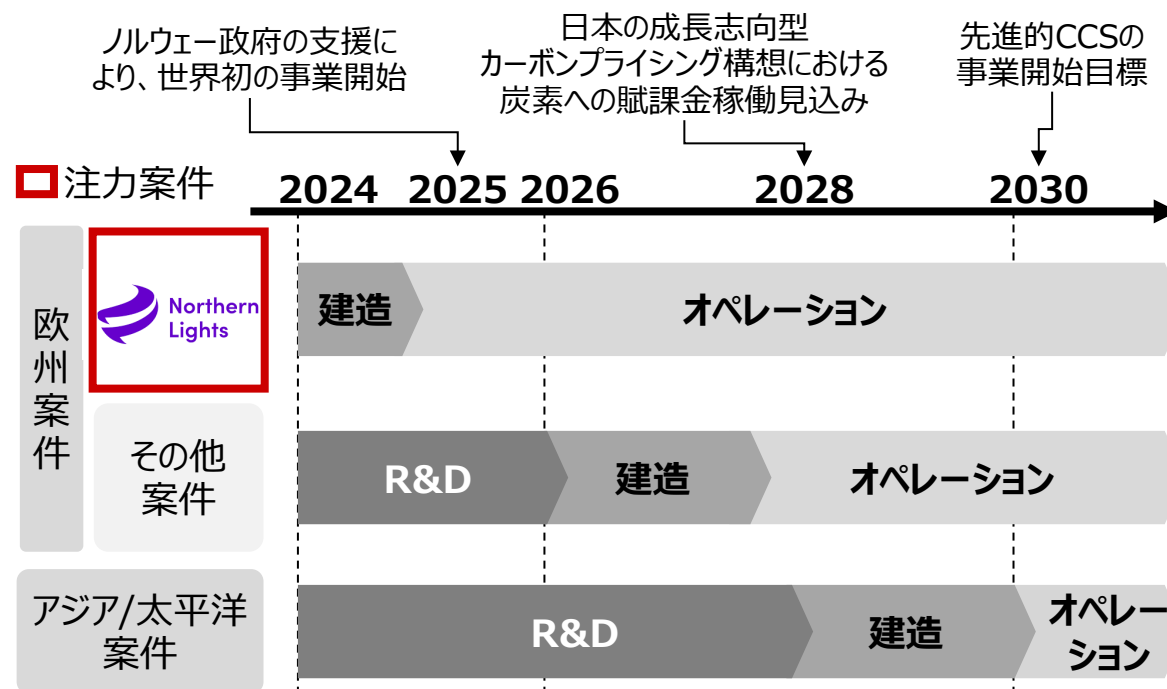 ノルウェー政府の支援に
より、世界初の事業開始
日本の成長志向型
カーボンプライシング構想における
炭素への賦課金稼働見込み
先進的CCSの
事業開始目標
注力案件
2024 2025 2026 2028 2030
欧州案件
Northern
Lights
建造 オペレーション
その他
案件
R&D 建造 オペレーション
アジア/太平洋
案件
R&D 建造 オペレー
ション